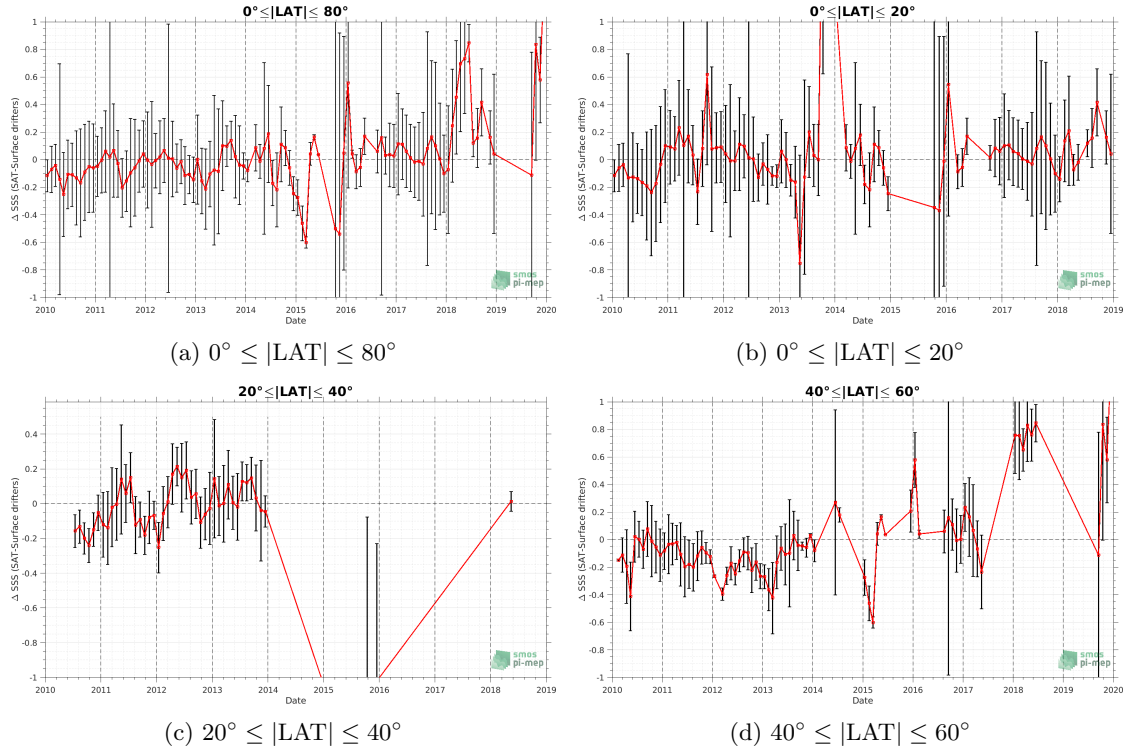 0°≤|LAT|≤ 80°
1
0.8
0.6
0.4
0.2
0
-0.2
-0.4
-0.6
-0.8
-1
Δ SSS (SAT-Surface drifters)
2010 2011 2012 2013 2014 2015 2016 2017 2018 2019 2020
Date
smos
pi-mep
(a) 0° ≤ |LAT| ≤ 80°
0°≤|LAT|≤ 20°
1
0.8
0.6
0.4
0.2
0
-0.2
-0.4
-0.6
-0.8
-1
Δ SSS (SAT-Surface drifters)
2010 2011 2012 2013 2014 2015 2016 2017 2018 2019
Date
smos
pi-mep
(b) 0° ≤ |LAT| ≤ 20°
20°≤|LAT|≤ 40°
0.4
0.2
0
-0.2
-0.4
-0.6
-0.8
-1
Δ SSS (SAT-Surface drifters)
2010 2011 2012 2013 2014 2015 2016 2017 2018 2019
Date
smos
pi-mep
(c) 20° ≤ |LAT| ≤ 40°
40°≤|LAT|≤ 60°
1
0.8
0.6
0.4
0.2
0
-0.2
-0.4
-0.6
-0.8
-1
Δ SSS (SAT-Surface drifters)
2010 2011 2012 2013 2014 2015 2016 2017 2018 2019 2020
Date
smos
pi-mep
(d) 40° ≤ |LAT| ≤ 60°